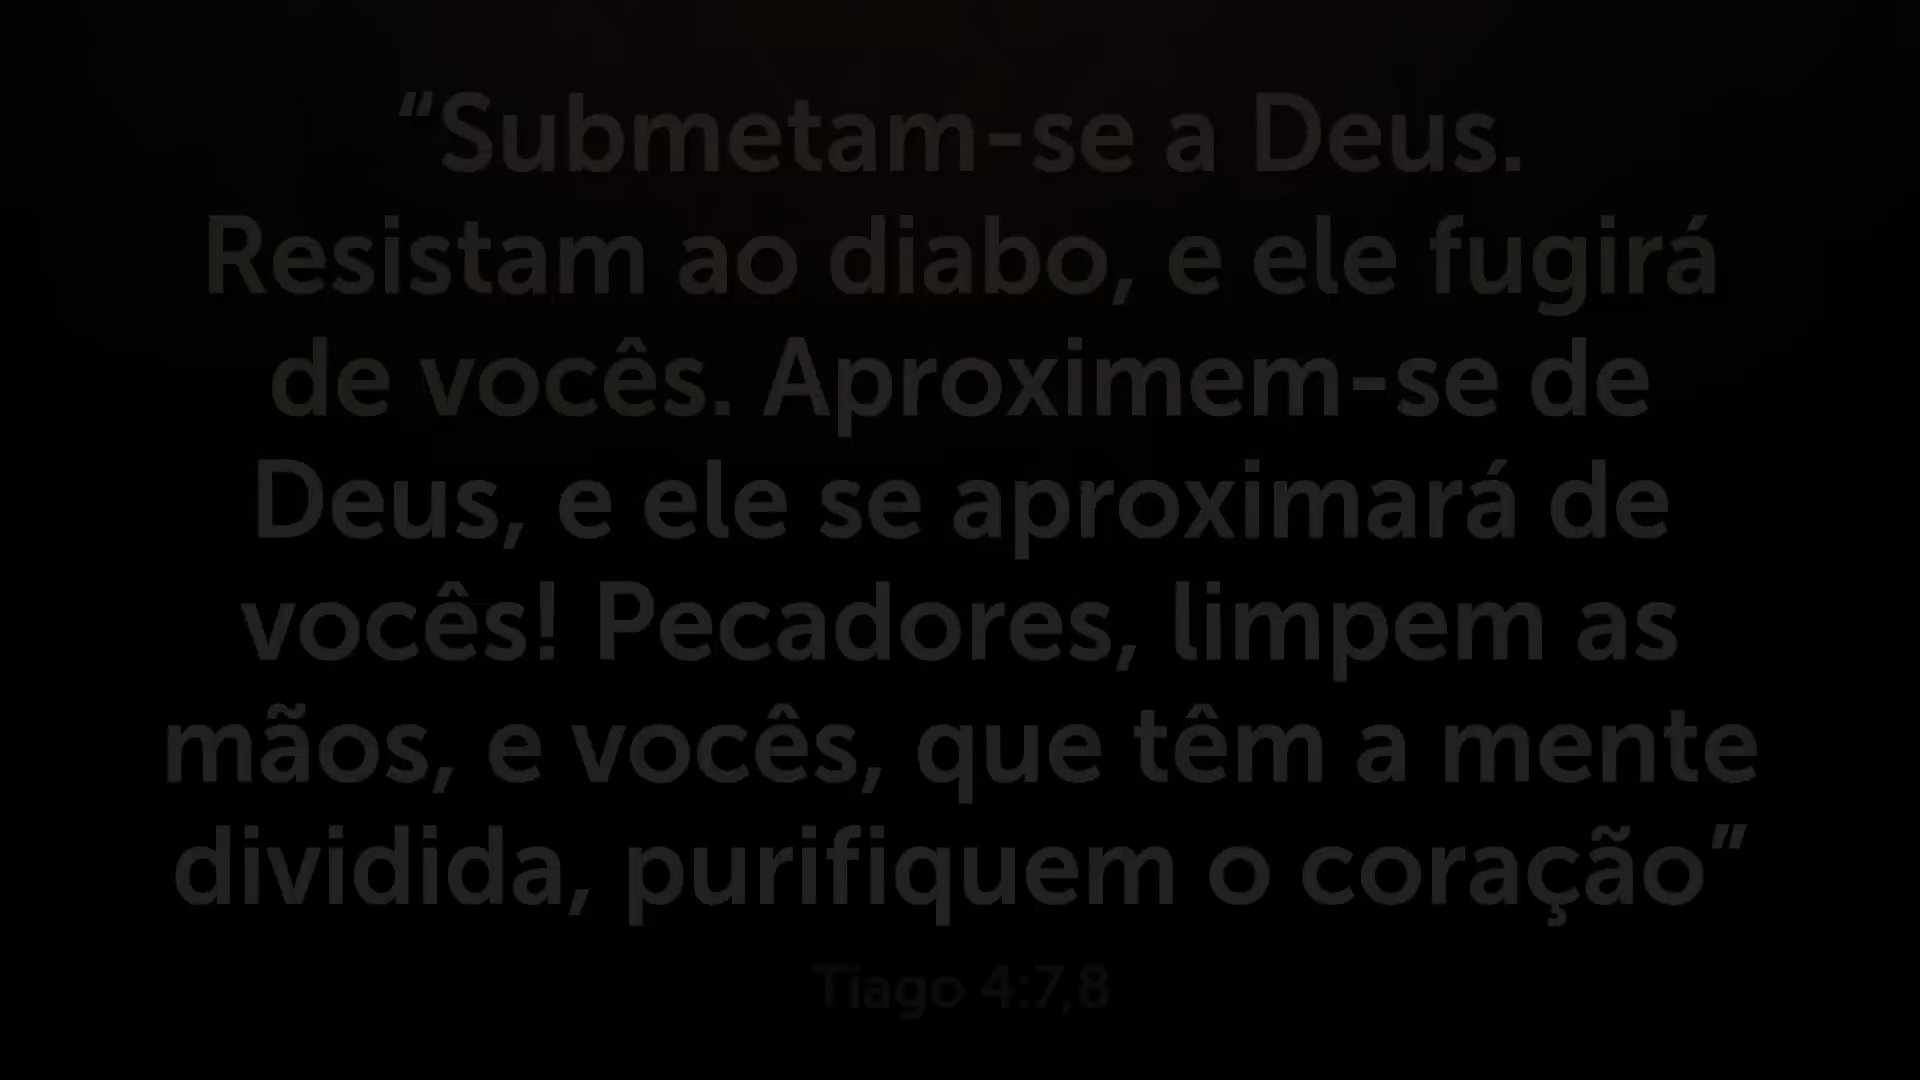 “Submetam-se a Deus.
Resistam ao diabo, e ele fugirá
de vocês. Aproximem-se de
Deus, e ele se aproximará de
vocês! Pecadores, limpem as
mãos, e vocês, que têm a mente
dividida, purifiquem o coração”
Tiago 4:7,8